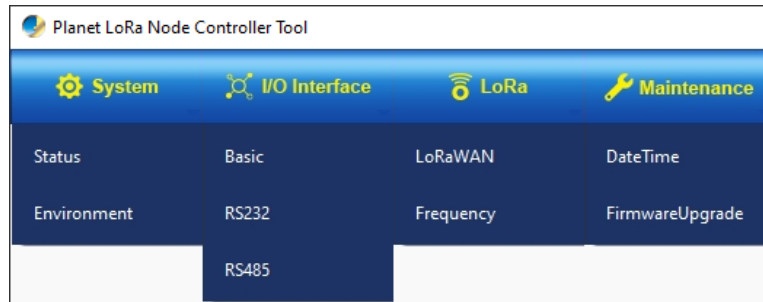 Planet LoRa Node Controller Tool
System I/O Interface LoRa Maintenance
Status Basic LoRaWAN DateTime
Environment RS232 Frequency FirmwareUpgrade
RS485